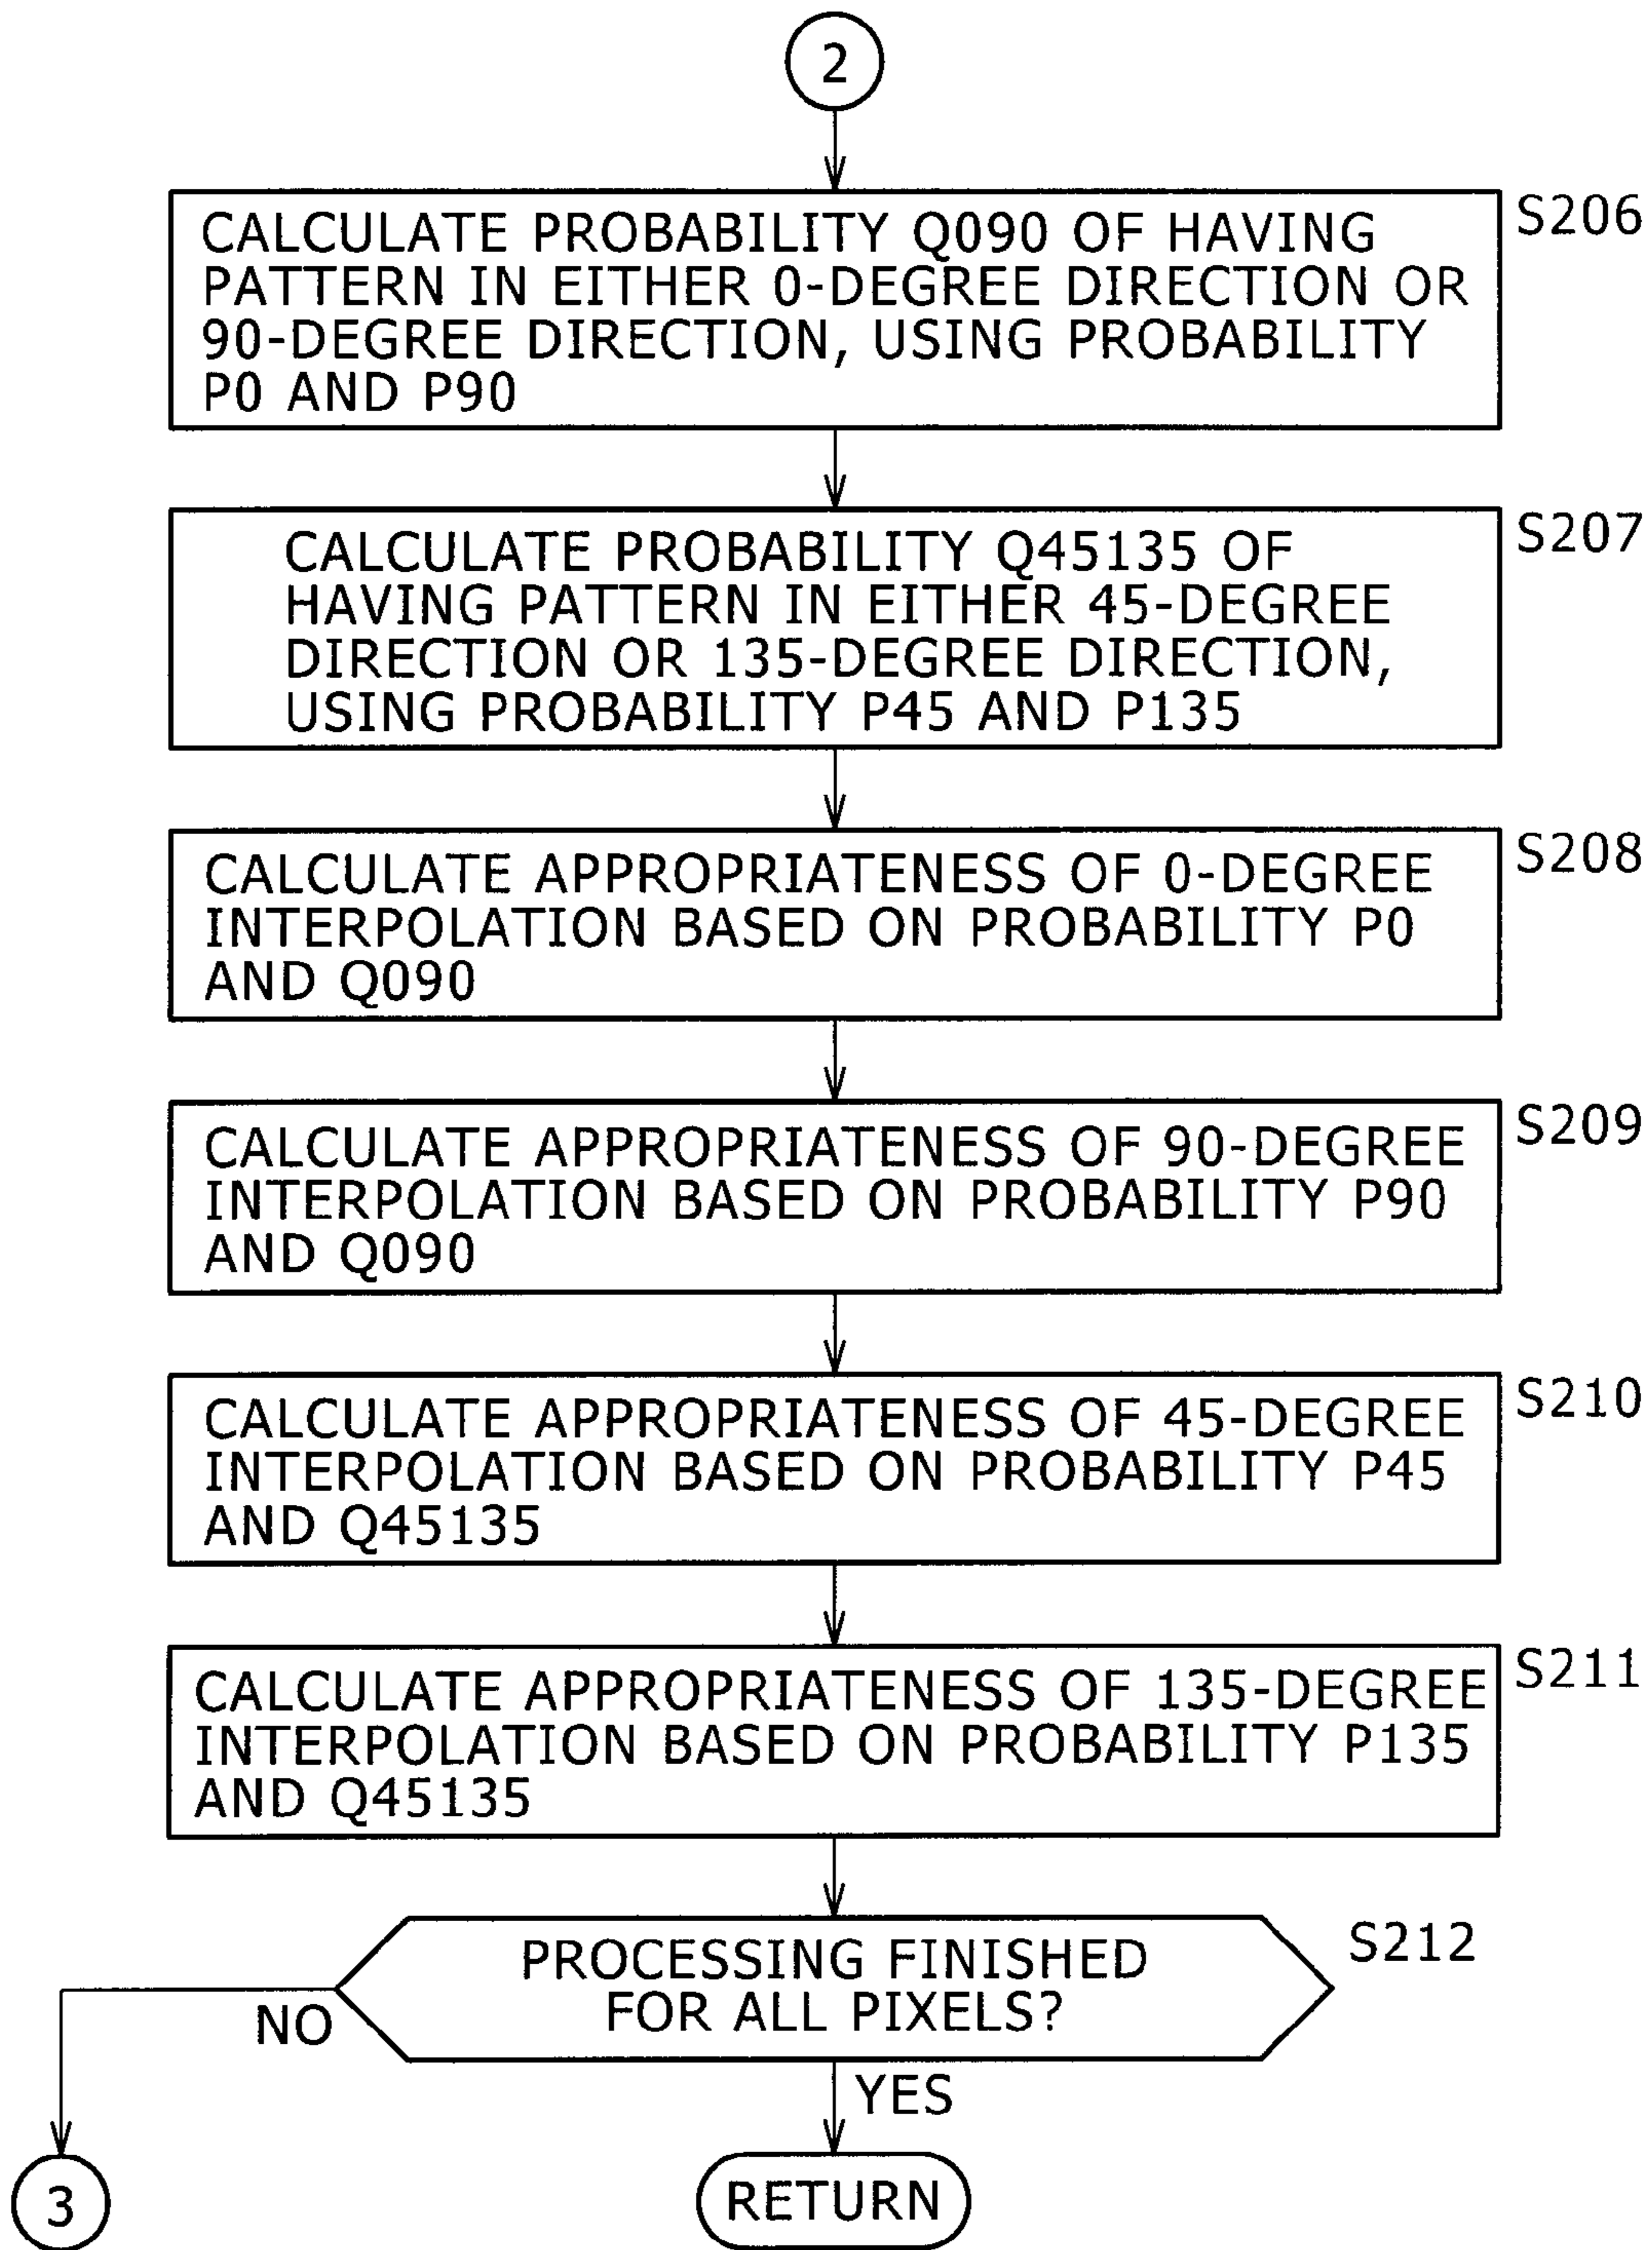 2
S206
CALCULATE PROBABILITY Q090 OF HAVING
PATTERN IN EITHER 0-DEGREE DIRECTION OR
90-DEGREE DIRECTION, USING PROBABILITY
P0 AND P90
S207
CALCULATE PROBABILITY Q45135 OF
HAVING PATTERN IN EITHER 45-DEGREE
DIRECTION OR 135-DEGREE DIRECTION,
USING PROBABILITY P45 AND P135
S208
CALCULATE APPROPRIATENESS OF 0-DEGREE
INTERPOLATION BASED ON PROBABILITY P0
AND Q090
S209
CALCULATE APPROPRIATENESS OF 90-DEGREE
INTERPOLATION BASED ON PROBABILITY P90
AND Q090
S210
CALCULATE APPROPRIATENESS OF 45-DEGREE
INTERPOLATION BASED ON PROBABILITY P45
AND Q45135
S211
CALCULATE APPROPRIATENESS OF 135-DEGREE
INTERPOLATION BASED ON PROBABILITY P135
AND Q45135
S212
PROCESSING FINISHED
FOR ALL PIXELS?
NO
YES
3
RETURN